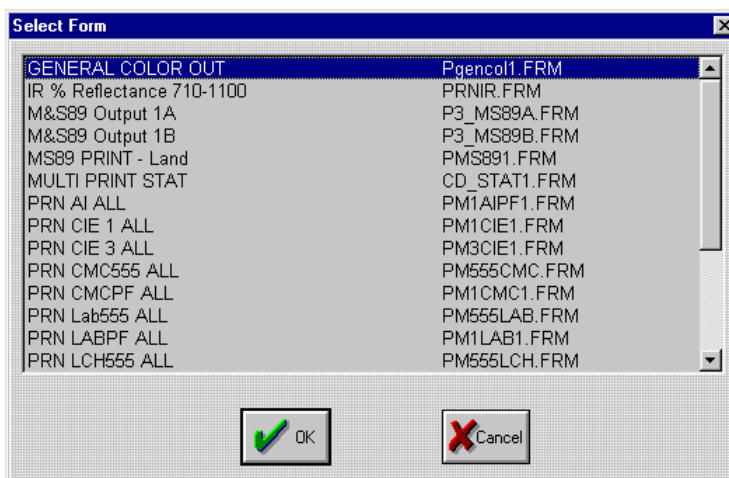 Select Form
GENERAL COLOR OUT Pgencol1.FRM
IR % Reflectance 710-1100 PRNIR.FRM
M&S89 Output 1A P3_MS89A.FRM
M&S89 Output 1B P3_MS89B.FRM
MS89 PRINT - Land PMS891.FRM
MULTI PRINT STAT CD_STAT1.FRM
PRN AI ALL PM1AIPF1.FRM
PRN CIE 1 ALL PM1CIE1.FRM
PRN CIE 3 ALL PM3CIE1.FRM
PRN CMC555 ALL PM555CMC.FRM
PRN CMCPF ALL PM1CMC1.FRM
PRN Lab555 ALL PM555LAB.FRM
PRN LABPF ALL PM1LAB1.FRM
PRN LCH555 ALL PM555LCH.FRM
OK Cancel